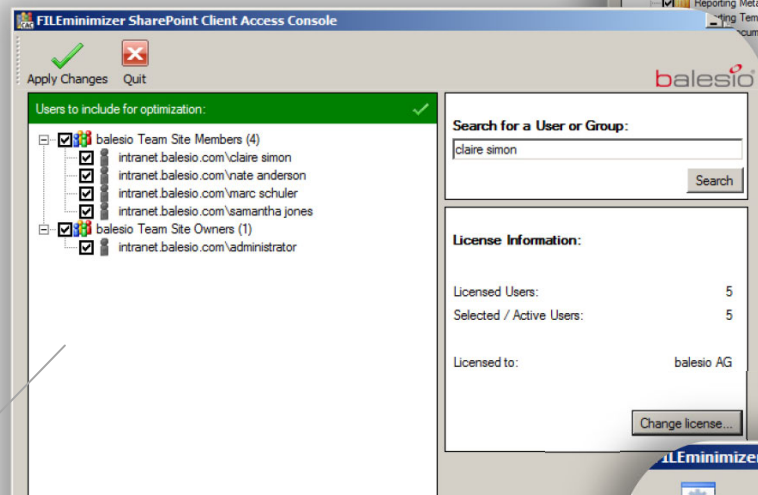 Reporting Meta
FILEminimizer SharePoint Client Access Console
Apply Changes
Quit
balesio
Users to include for optimization:
balesio Team Site Members (4)
intranet.balesio.com\claire simon
intranet.balesio.com\nate anderson
intranet.balesio.com\marc schuler
intranet.balesio.com\samantha jones
balesio Team Site Owners (1)
intranet.balesio.com\administrator
Search for a User or Group:
claire simon
Search
License Information:
Licensed Users: 5
Selected / Active Users: 5
Licensed to: balesio AG
Change license...